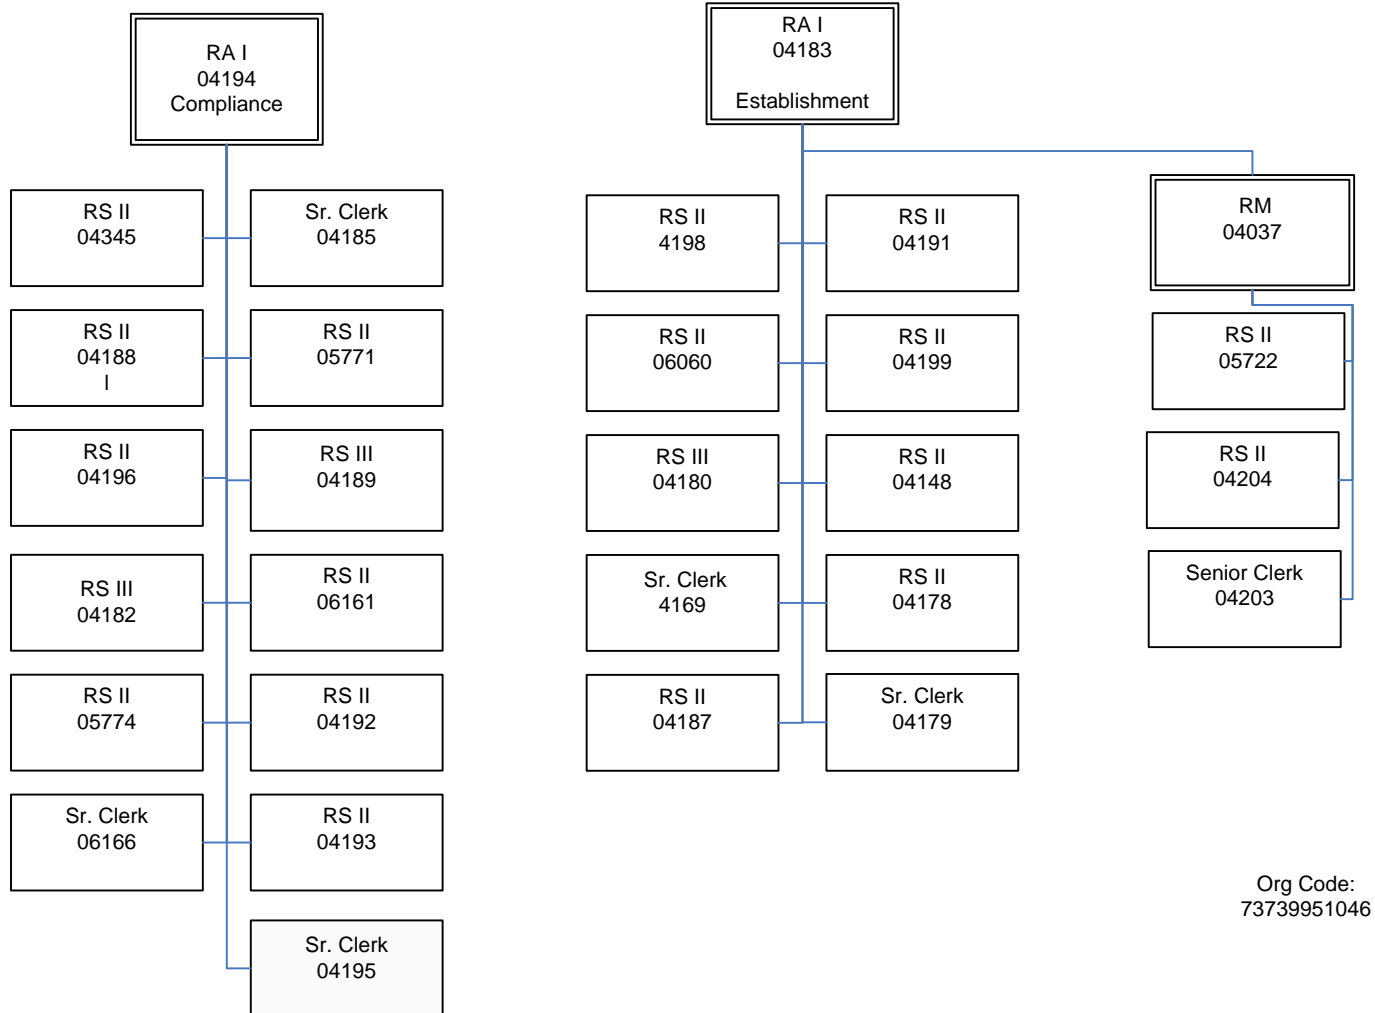 RA I
04194
Compliance
RS II
04345
Sr. Clerk
04185
RS II
04188
I
RS II
05771
RS II
04196
RS III
04189
RS III
04182
RS II
06161
RS II
05774
RS II
04192
Sr. Clerk
06166
RS II
04193
Sr. Clerk
04195
RA I
04183
Establishment
RS II
4198
RS II
04191
RS II
06060
RS II
04199
RS III
04180
RS II
04148
Sr. Clerk
4169
RS II
04178
RS II
04187
Sr. Clerk
04179
RM
04037
RS II
05722
RS II
04204
Senior Clerk
04203
Org Code:
73739951046